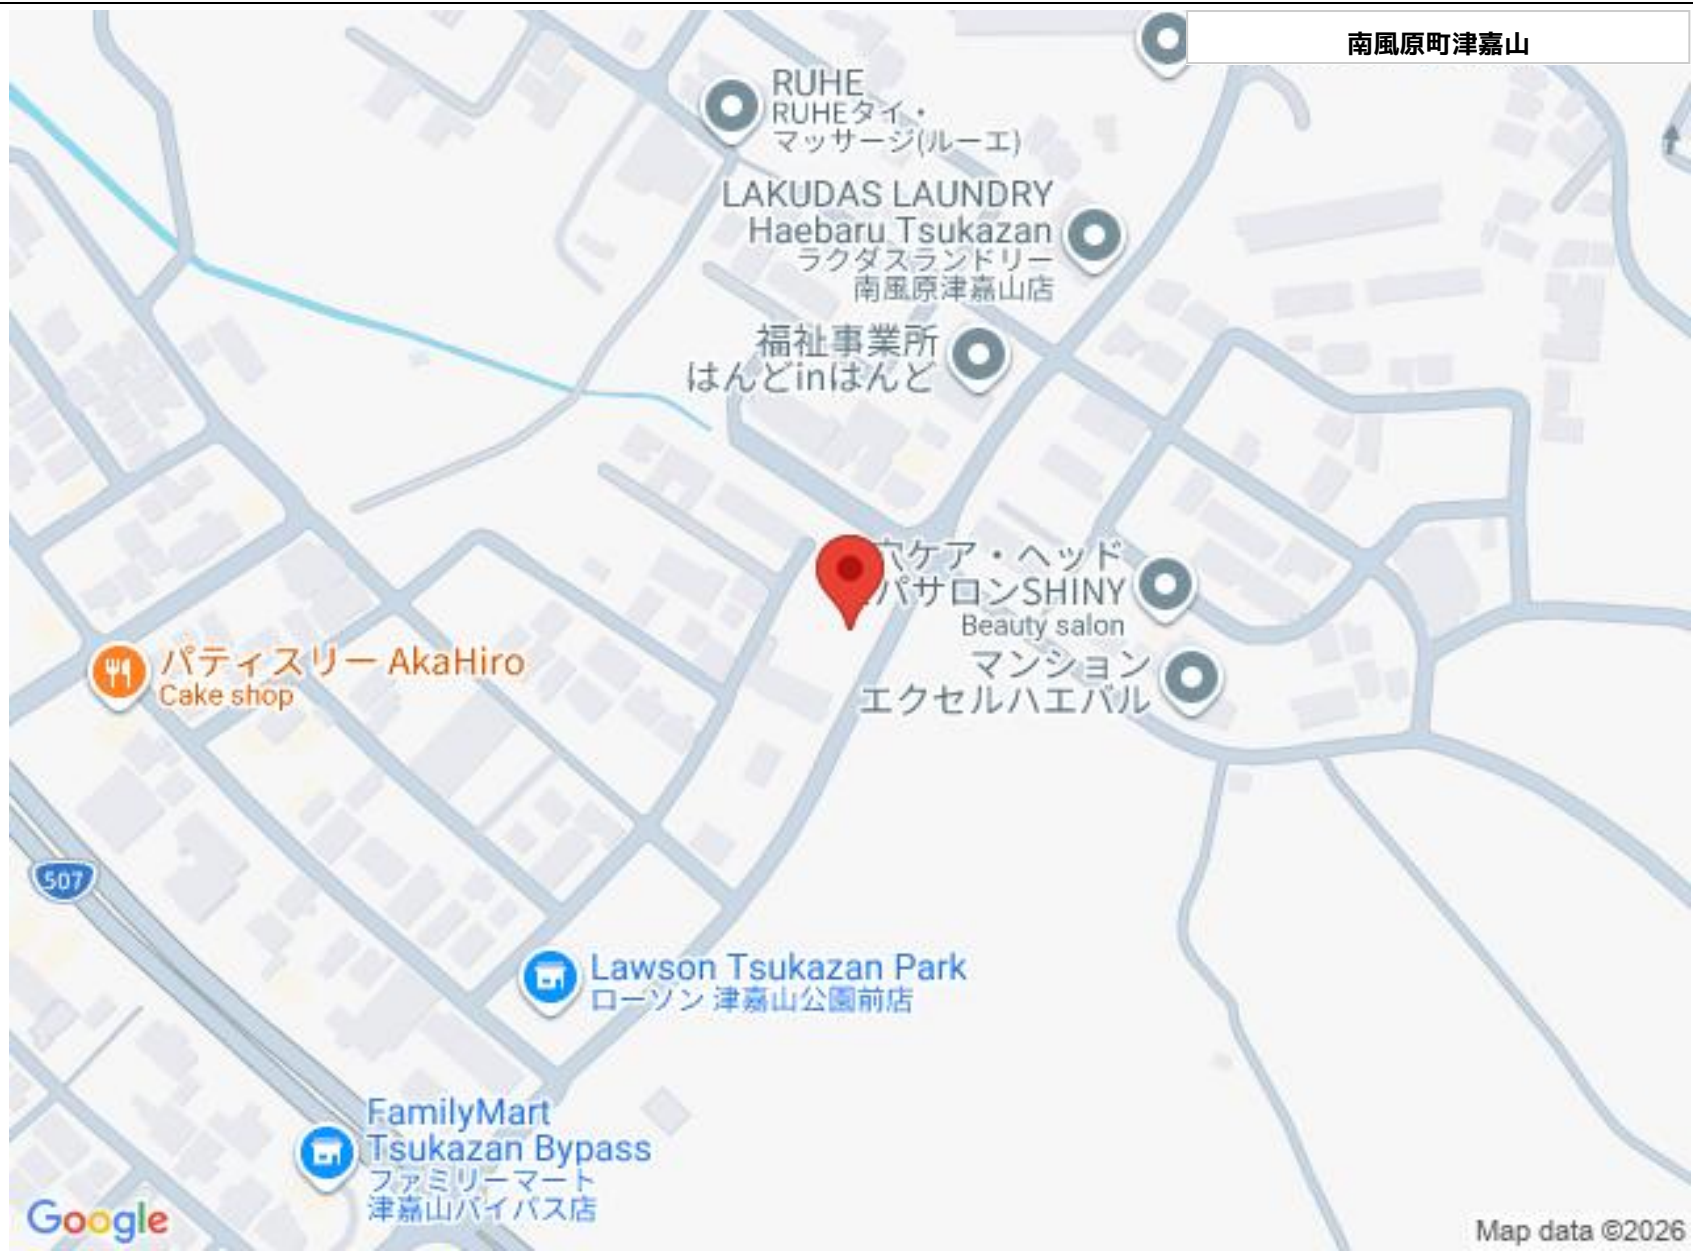 南風原町津嘉山
RUHE
RUHEタイ・
マッサージ(ルーエ)
LAKUDAS LAUNDRY
Haebaru Tsukazan
ラクダスランドリー
南風原津嘉山店
福祉事業所
はんどinはんど
穴ケア・ヘッド
パサロンSHINY
Beauty salon
マンション
エクセルハエバル
パティスリー AkaHiro
Cake shop
507
Lawson Tsukazan Park
ローソン 津嘉山公園前店
FamilyMart
Tsukazan Bypass
ファミリーマート
津嘉山バイパス店
Google
Map data ©2026